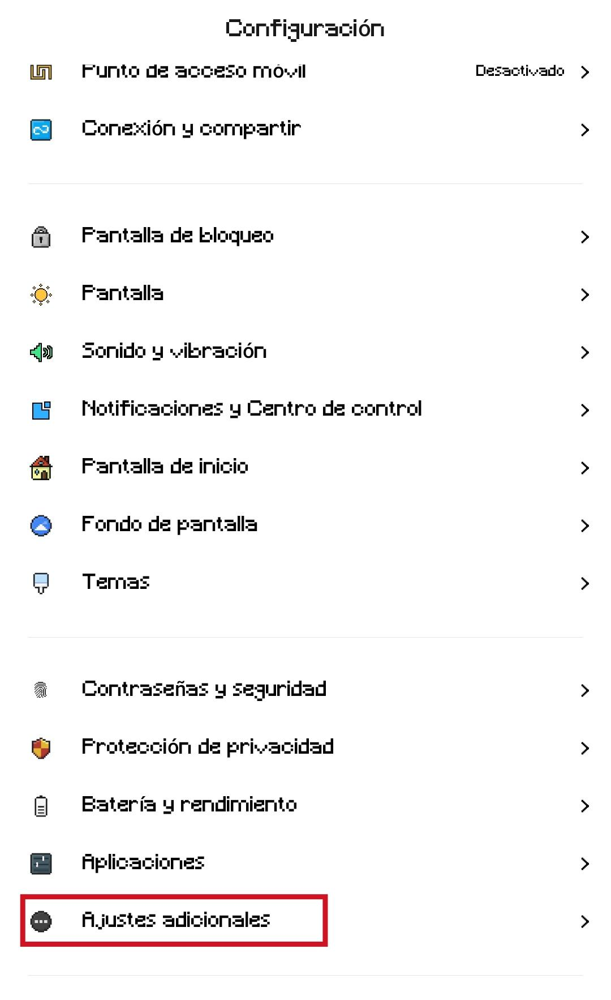 Configuración
Punto de acceso móvil
Desactivado
Conexión y compartir
Pantalla de bloqueo
Pantalla
Sonido y vibración
Notificaciones y Centro de control
Pantalla de inicio
Fondo de pantalla
Temas
Contraseñas y seguridad
Protección de privacidad
Batería y rendimiento
Aplicaciones
Ajustes adicionales